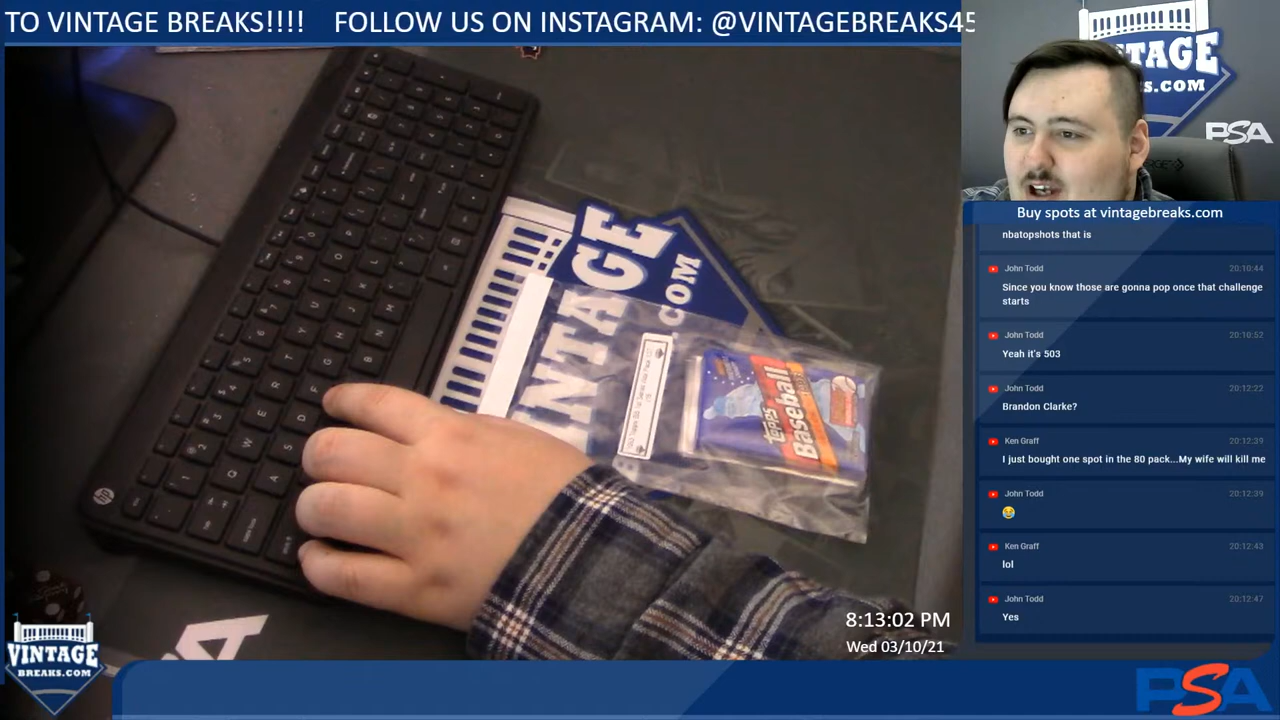 TO VINTAGE BREAKS!!!! FOLLOW US ON INSTAGRAM: @VINTAGEBREAKS45
VINTAGE
BREAKS.COM
PSA
Buy spots at vintagebreaks.com
nbatopshots that is
John Todd 20:10:44
Since you know those are gonna pop once that challenge
starts
John Todd 20:10:52
Yeah it's 503
John Todd 20:12:22
Brandon Clarke?
Ken Graff 20:12:39
I just bought one spot in the 80 pack...My wife will kill me
John Todd 20:12:39
😂
Ken Graff 20:12:43
lol
John Todd 20:12:47
Yes
VINTAGE
.COM
Topps
Baseball
hp
8:13:02 PM
Wed 03/10/21
VINTAGE
BREAKS.COM
PSA